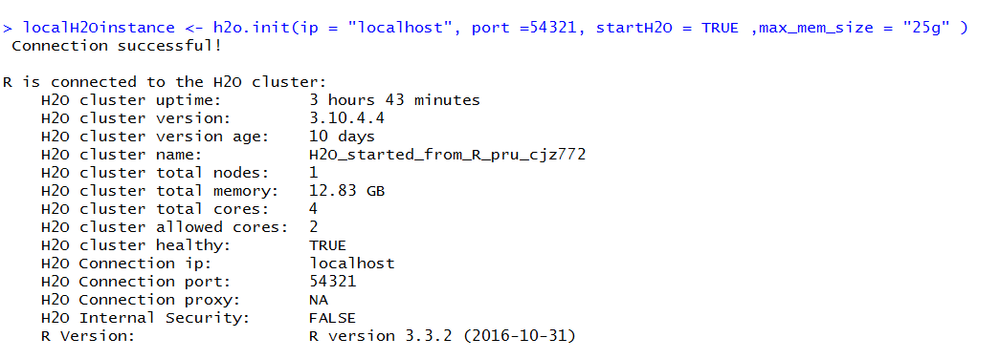 > localH2Oinstance <- h2o.init(ip = "localhost", port =54321, startH2O = TRUE ,max_mem_size = "25g" )
 Connection successful!

R is connected to the H2O cluster: 
    H2O cluster uptime:         3 hours 43 minutes 
    H2O cluster version:        3.10.4.4 
    H2O cluster version age:    10 days 
    H2O cluster name:           H2O_started_from_R_pru_cjz772 
    H2O cluster total nodes:    1 
    H2O cluster total memory:   12.83 GB 
    H2O cluster total cores:    4 
    H2O cluster allowed cores:  2 
    H2O cluster healthy:        TRUE 
    H2O Connection ip:          localhost 
    H2O Connection port:        54321 
    H2O Connection proxy:       NA 
    H2O Internal Security:      FALSE 
    R Version:                  R version 3.3.2 (2016-10-31)